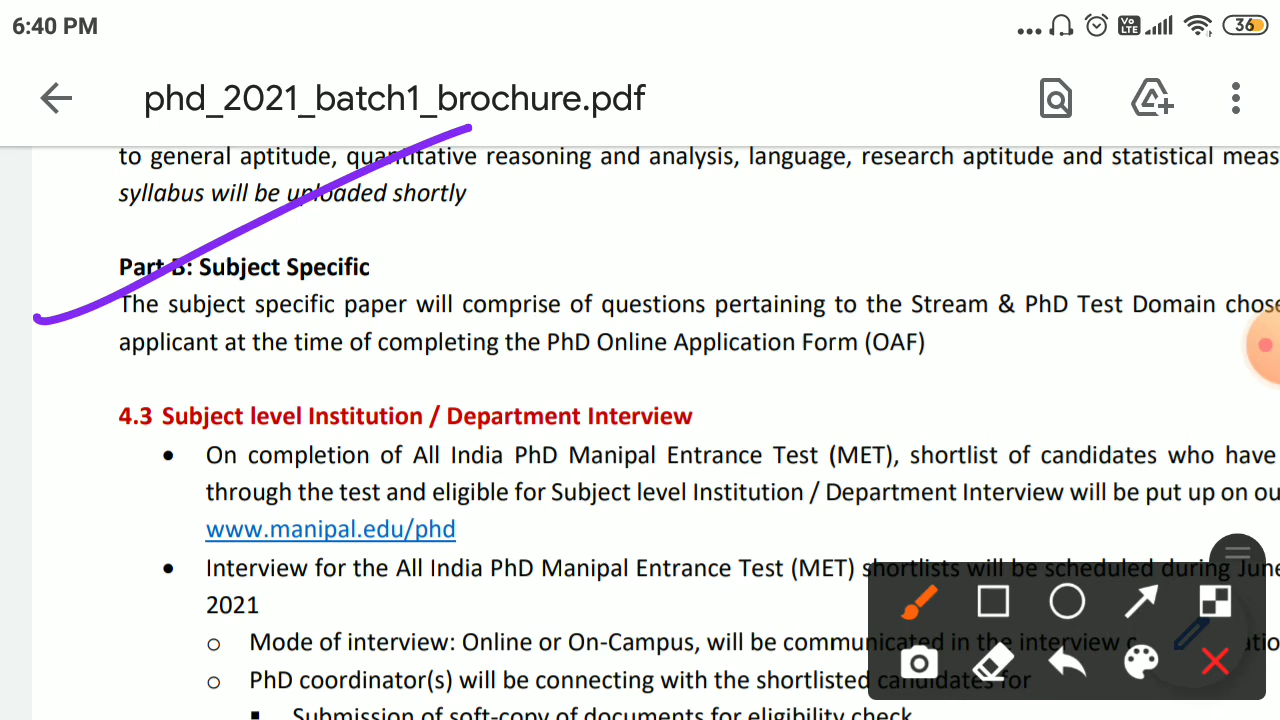 6:40 PM
Vo LTE
36
phd_2021_batch1_brochure.pdf
to general aptitude, quantitative reasoning and analysis, language, research aptitude and statistical meas
syllabus will be uploaded shortly
Part B: Subject Specific
The subject specific paper will comprise of questions pertaining to the Stream & PhD Test Domain chose
applicant at the time of completing the PhD Online Application Form (OAF)
4.3 Subject level Institution / Department Interview
• On completion of All India PhD Manipal Entrance Test (MET), shortlist of candidates who have
through the test and eligible for Subject level Institution / Department Interview will be put up on ou
www.manipal.edu/phd
• Interview for the All India PhD Manipal Entrance Test (MET) shortlists will be scheduled during June
2021
o Mode of interview: Online or On-Campus, will be communicated in the interview
o PhD coordinator(s) will be connecting with the shortlisted candidates for
▪ Submission of soft-copy of documents for eligibility check